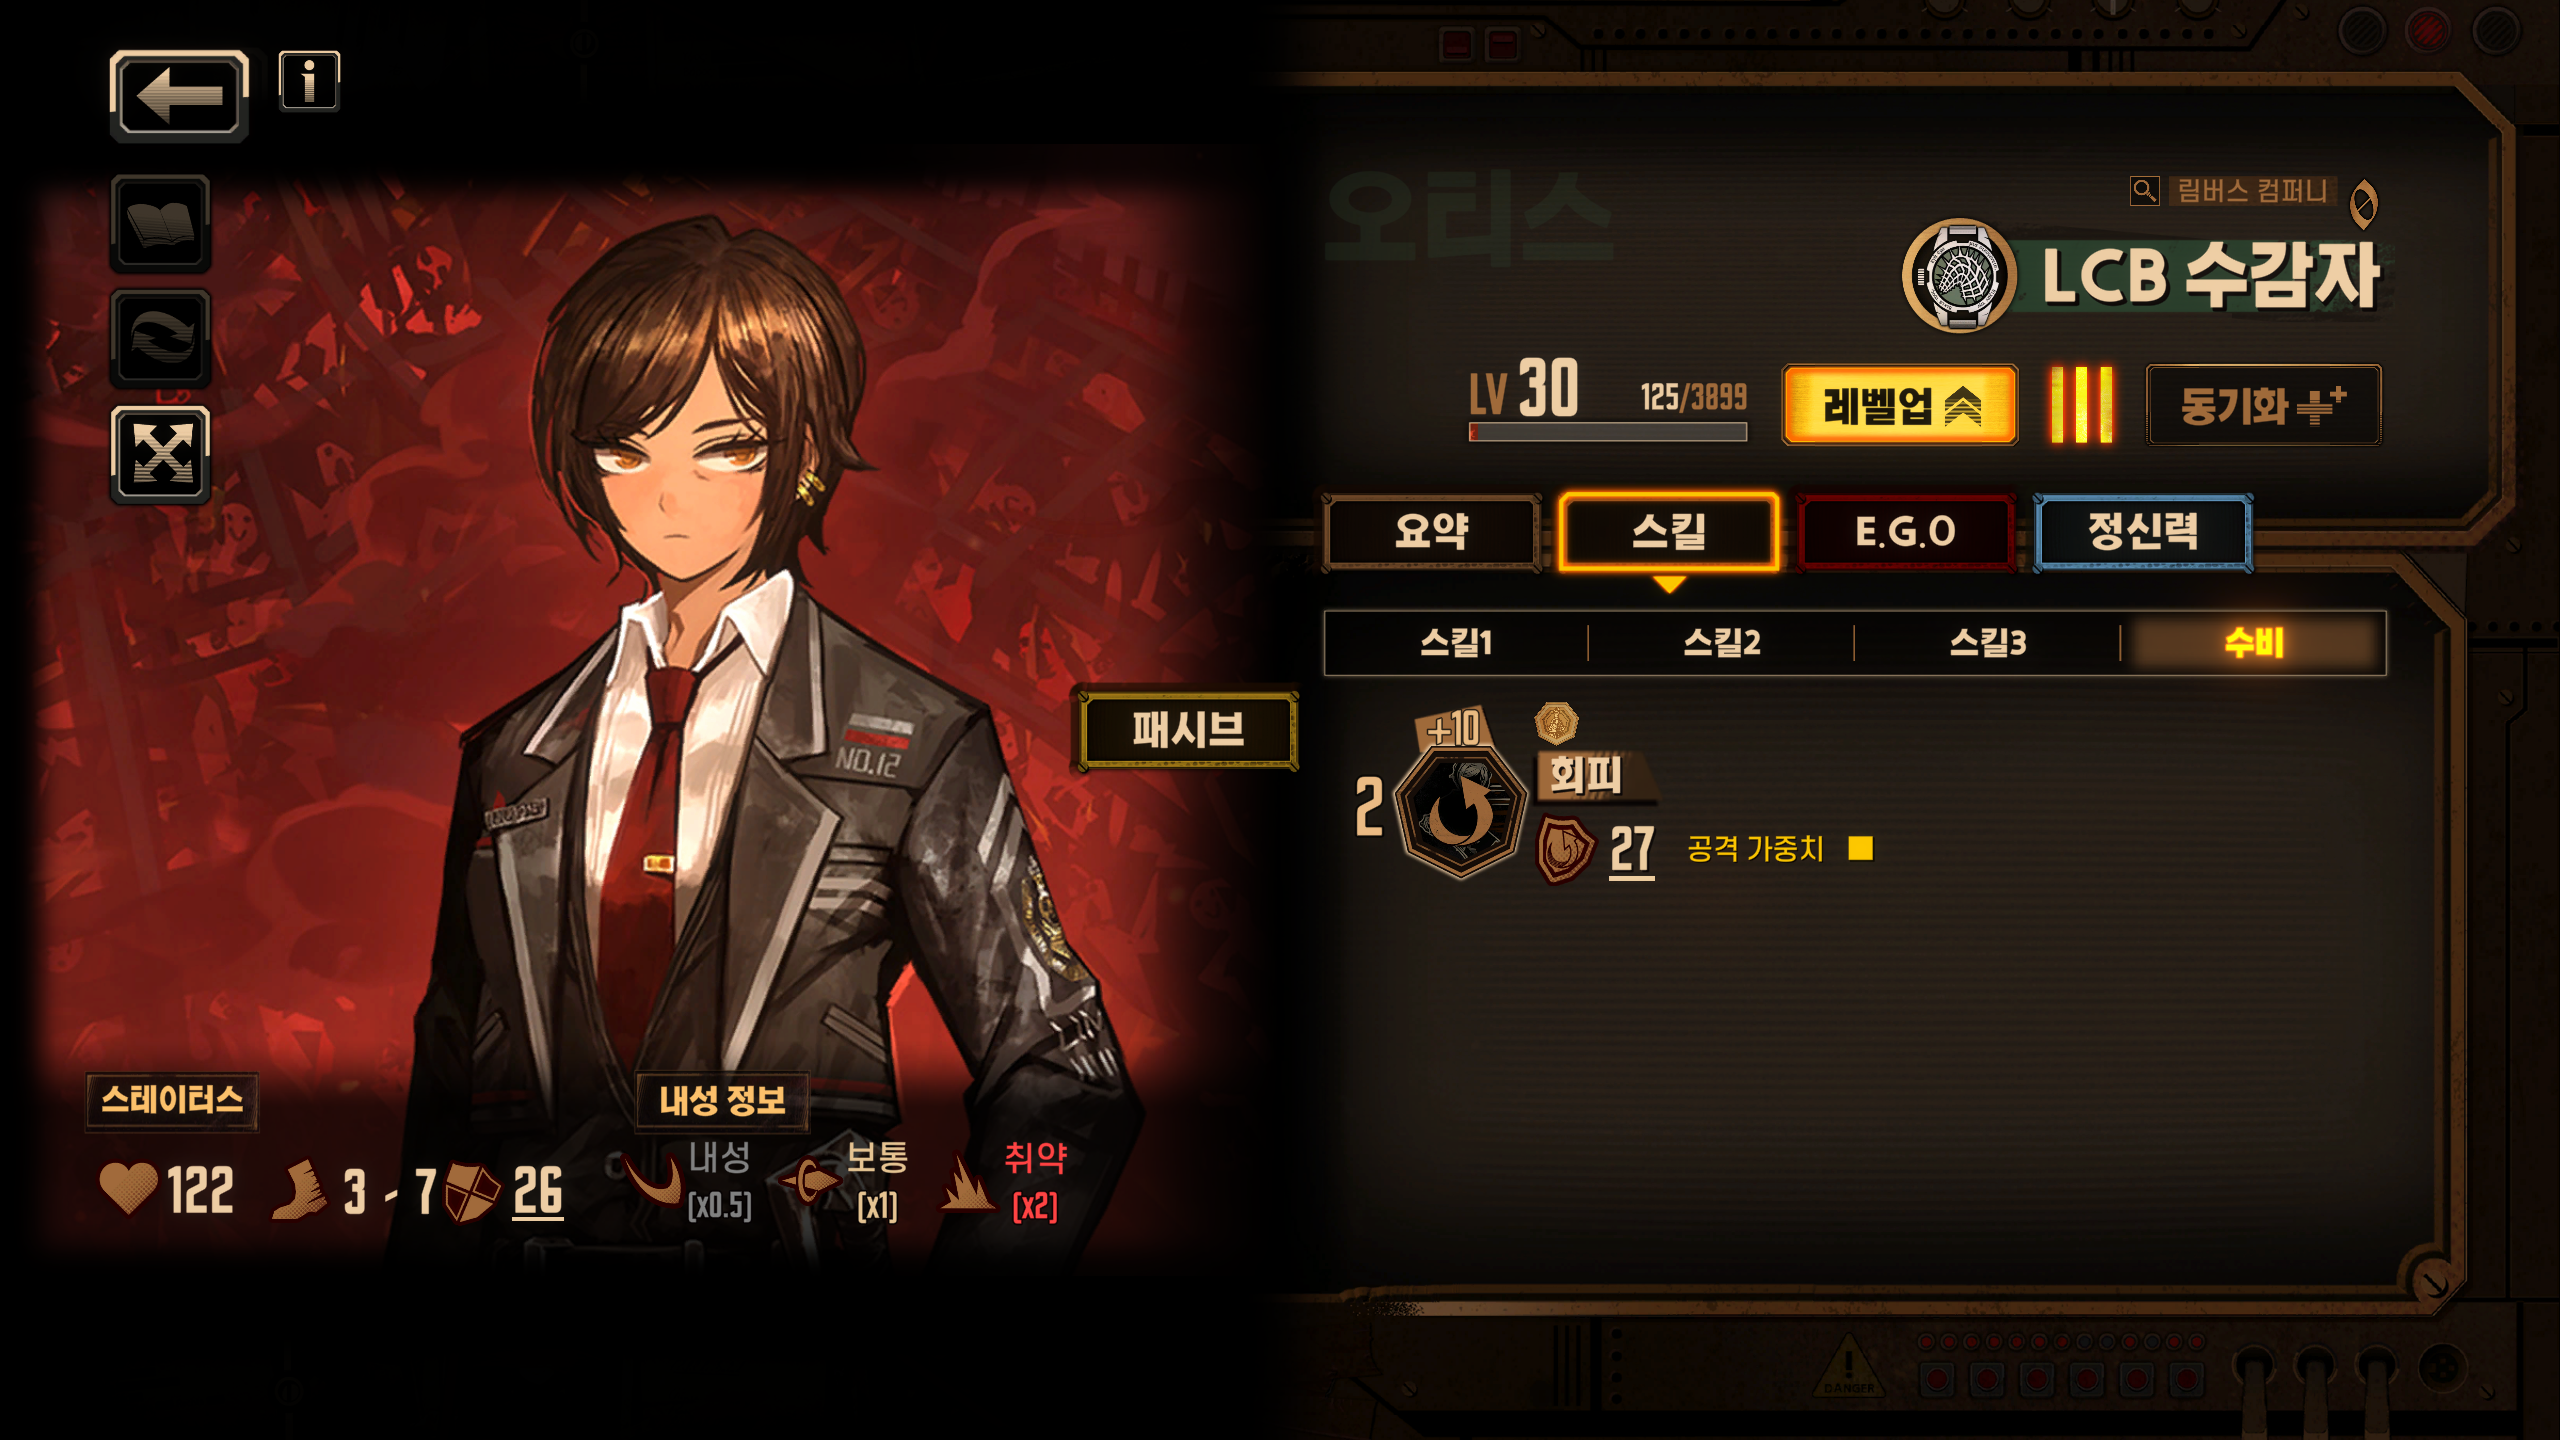 오티스
림버스 컴퍼니
LCB 수감자
LV 30
125/3899
레벨업
동기화
요약
스킬
E.G.O
정신력
스킬1
스킬2
스킬3
수비
패시브
NO.12
+10
2
회피
27
공격 가중치
스테이터스
122
3 - 7
26
내성 정보
내성
[x0.5]
보통
[x1]
취약
[x2]
DANGER